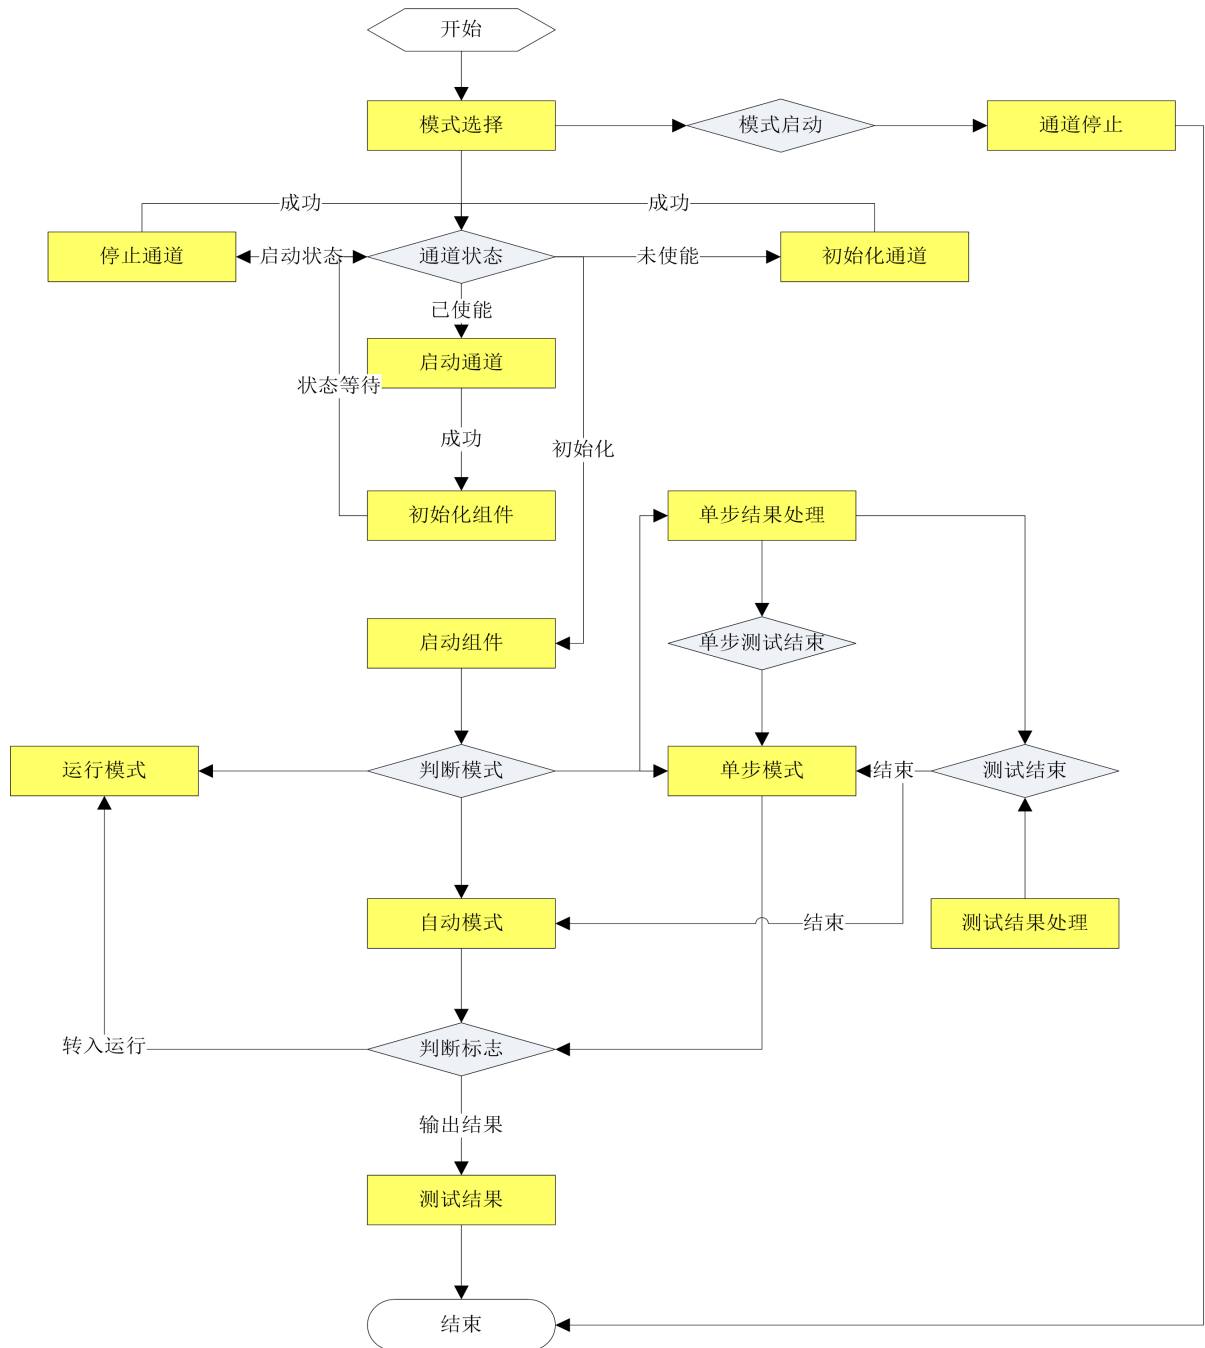 开始
模式选择
模式启动
通道停止
成功
成功
停止通道
启动状态
通道状态
未使能
初始化通道
已使能
启动通道
状态等待
成功
初始化
初始化组件
单步结果处理
启动组件
单步测试结束
运行模式
判断模式
单步模式
结束
测试结束
自动模式
结束
测试结果处理
转入运行
判断标志
输出结果
测试结果
结束